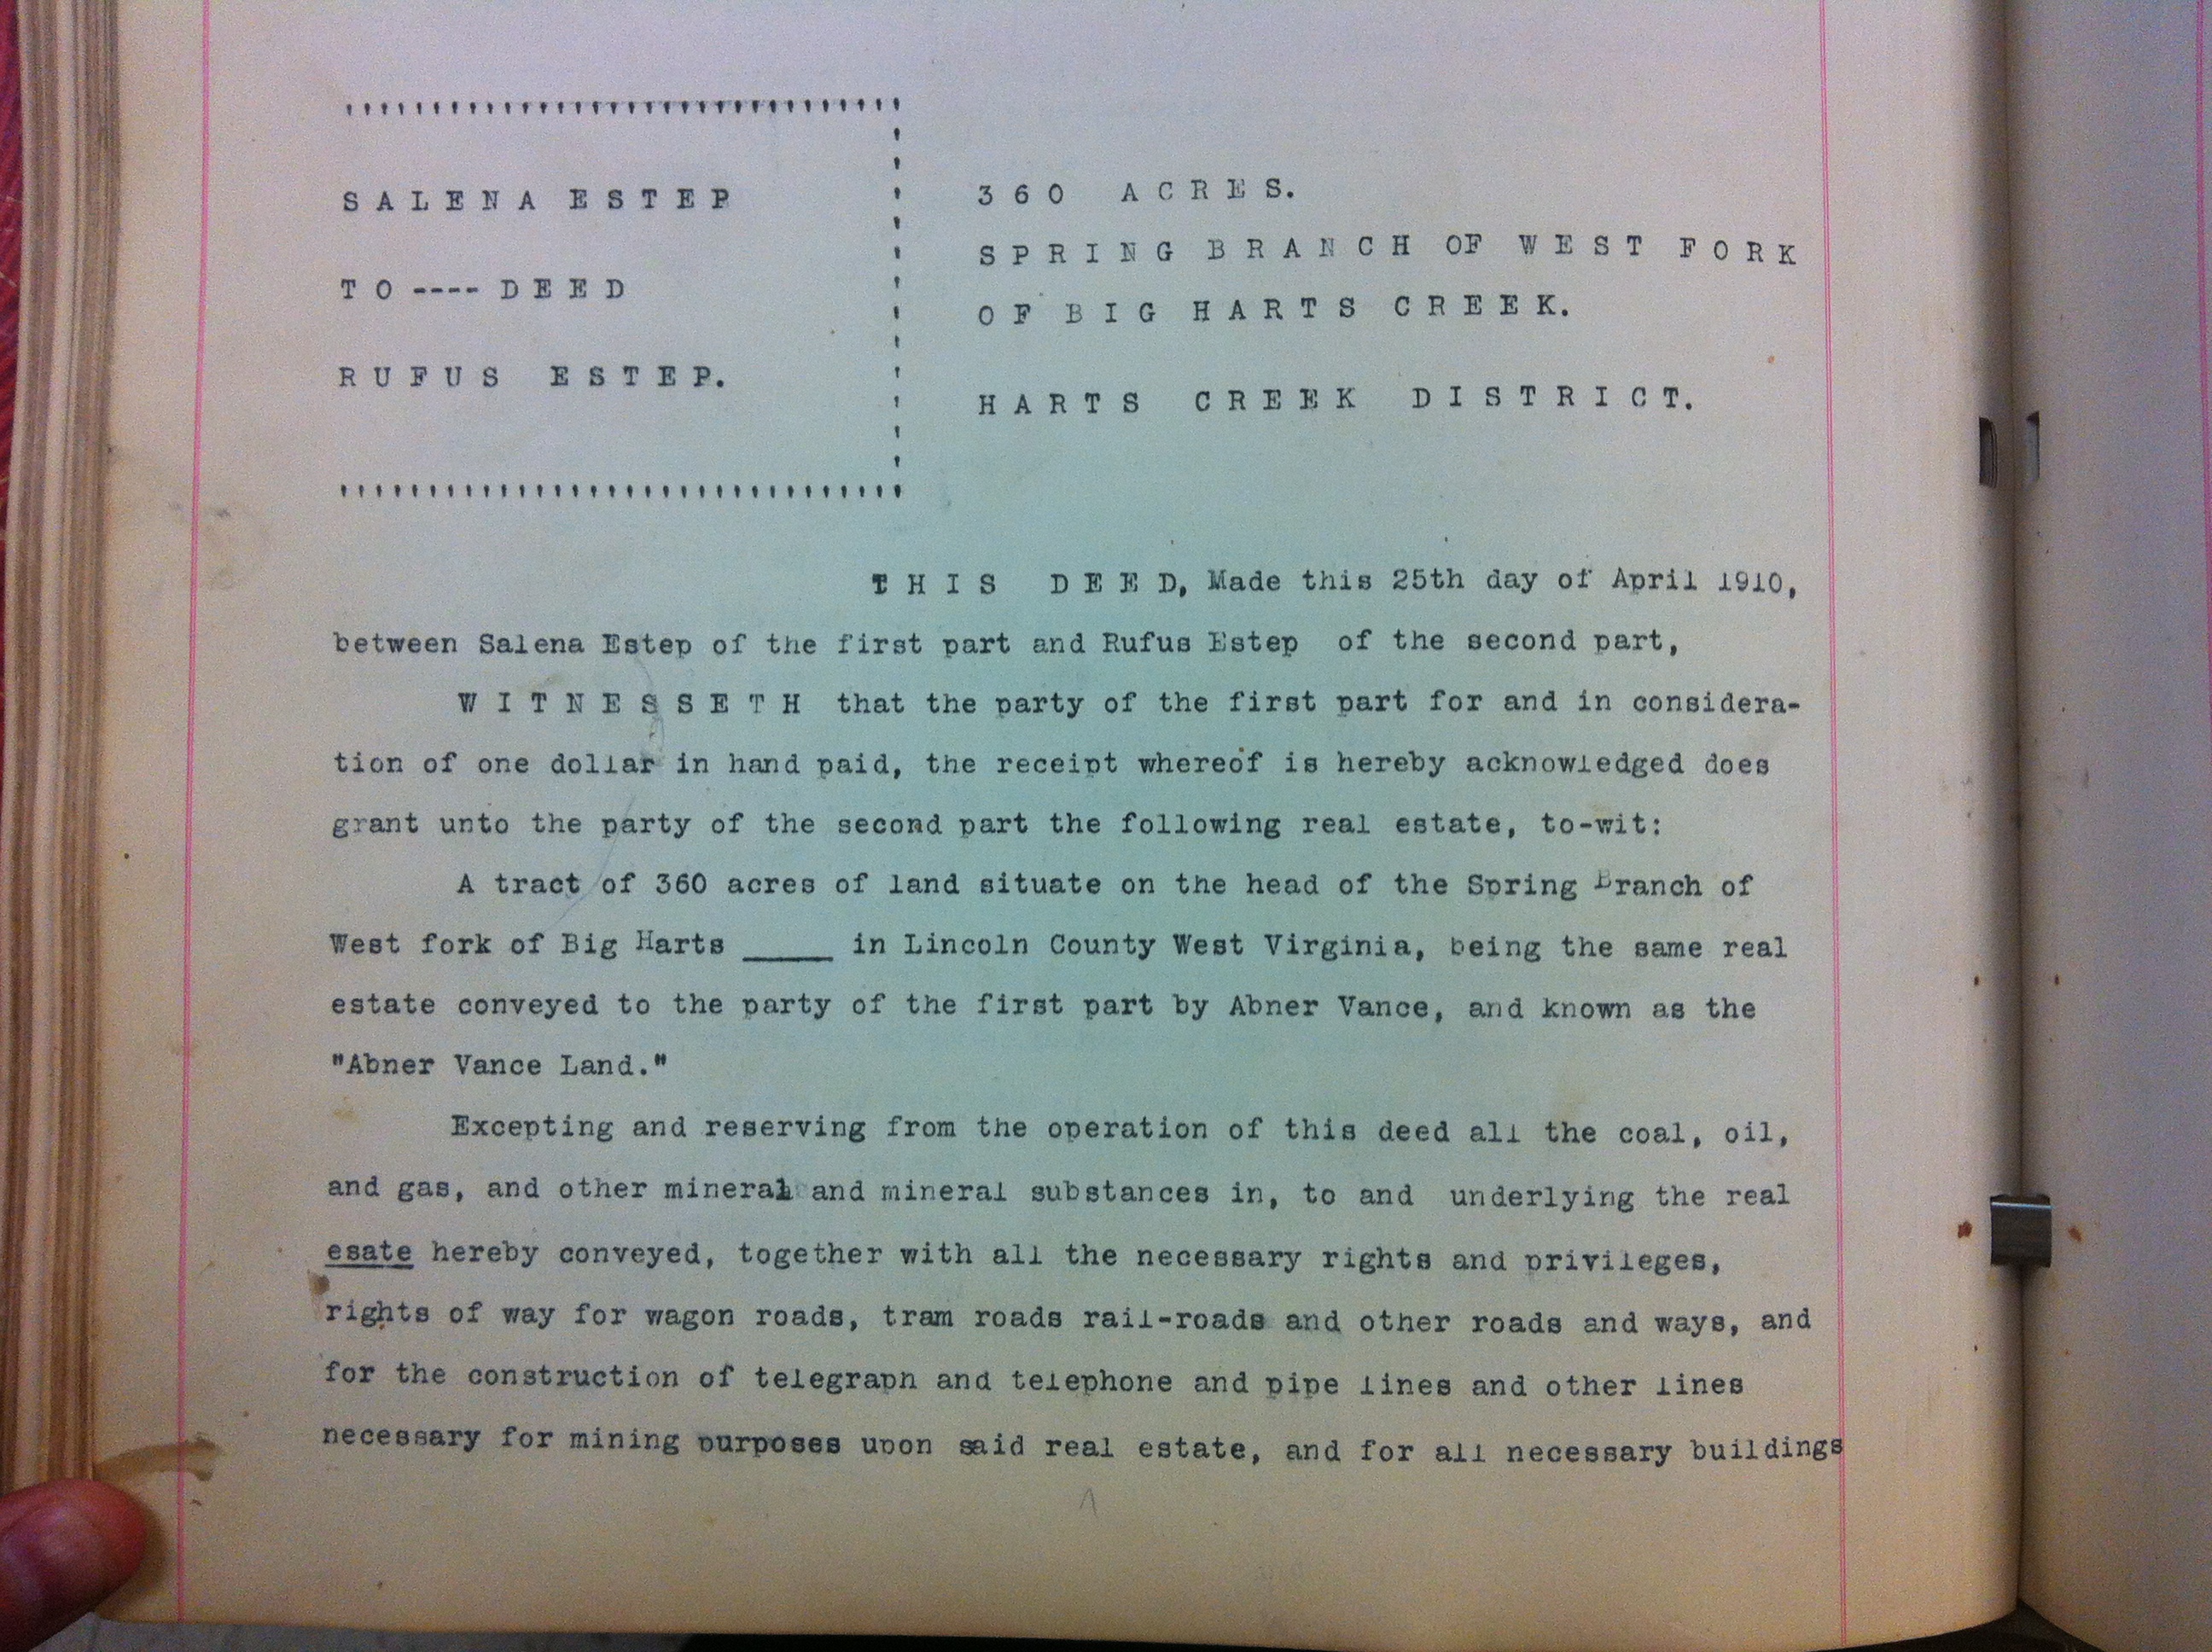 SALENA ESTEP
TO----DEED
RUFUS ESTEP.
360 ACRES.
SPRING BRANCH OF WEST FORK
OF BIG HARTS CREEK.
HARTS CREEK DISTRICT.
THIS DEED, Made this 25th day of April 1910,
between Salena Estep of the first part and Rufus Estep of the second part,
WITNESSETH that the party of the first part for and in considera-
tion of one dollar in hand paid, the receipt whereof is hereby acknowledged does
grant unto the party of the second part the following real estate, to-wit:
A tract of 360 acres of land situate on the head of the Spring Branch of
West fork of Big Harts _____ in Lincoln County West Virginia, being the same real
estate conveyed to the party of the first part by Abner Vance, and known as the
"Abner Vance Land."
Excepting and reserving from the operation of this deed all the coal, oil,
and gas, and other mineral and mineral substances in, to and underlying the real
esate hereby conveyed, together with all the necessary rights and privileges,
rights of way for wagon roads, tram roads rail-roads and other roads and ways, and
for the construction of telegraph and telephone and pipe lines and other lines
necessary for mining purposes upon said real estate, and for all necessary buildings